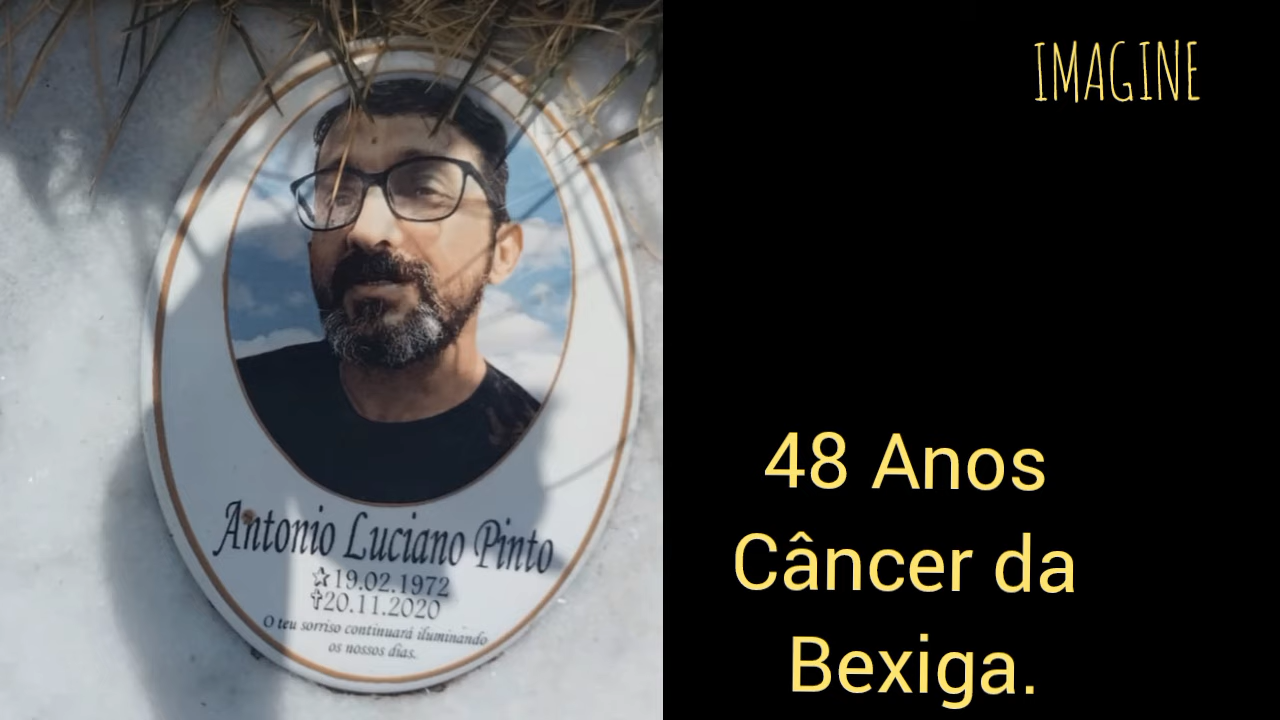 IMAGINE
Antonio Luciano Pinto
☆19.02.1972
✝20.11.2020
O teu sorriso continuará iluminando
os nossos dias.
48 Anos
Câncer da
Bexiga.